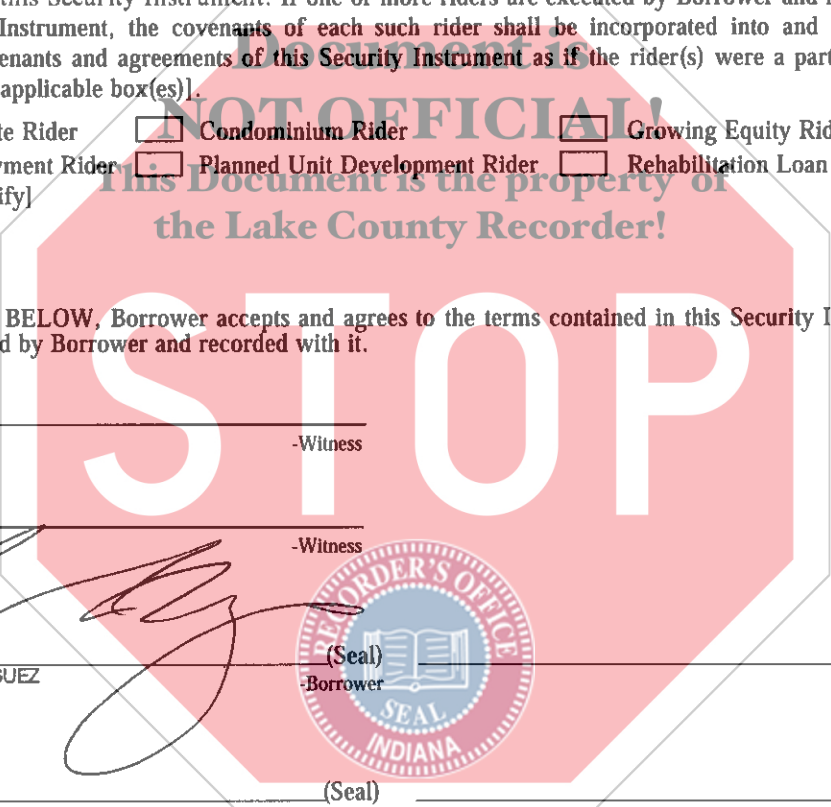 this Security Instrument. If one or more riders are executed by Borrower and
Instrument, the covenants of each such rider shall be incorporated into and
enants and agreements of this Security Instrument as if the rider(s) were a part
applicable box(es)].
Document is
NOT OFFICIAL!
This Document is the property of
the Lake County Recorder!
te Rider Condominium Rider Growing Equity Rid
yment Rider Planned Unit Development Rider Rehabilitation Loan
ify]
BELOW, Borrower accepts and agrees to the terms contained in this Security I
d by Borrower and recorded with it.
STOP
-Witness
-Witness
RECORDER'S OFFICE
SEAL
INDIANA
(Seal)
GUEZ -Borrower
(Seal)